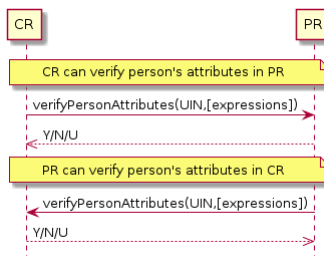 CR PR
CR can verify person's attributes in PR
verifyPersonAttributes(UIN,[expressions])
Y/N/U
PR can verify person's attributes in CR
verifyPersonAttributes(UIN,[expressions])
Y/N/U